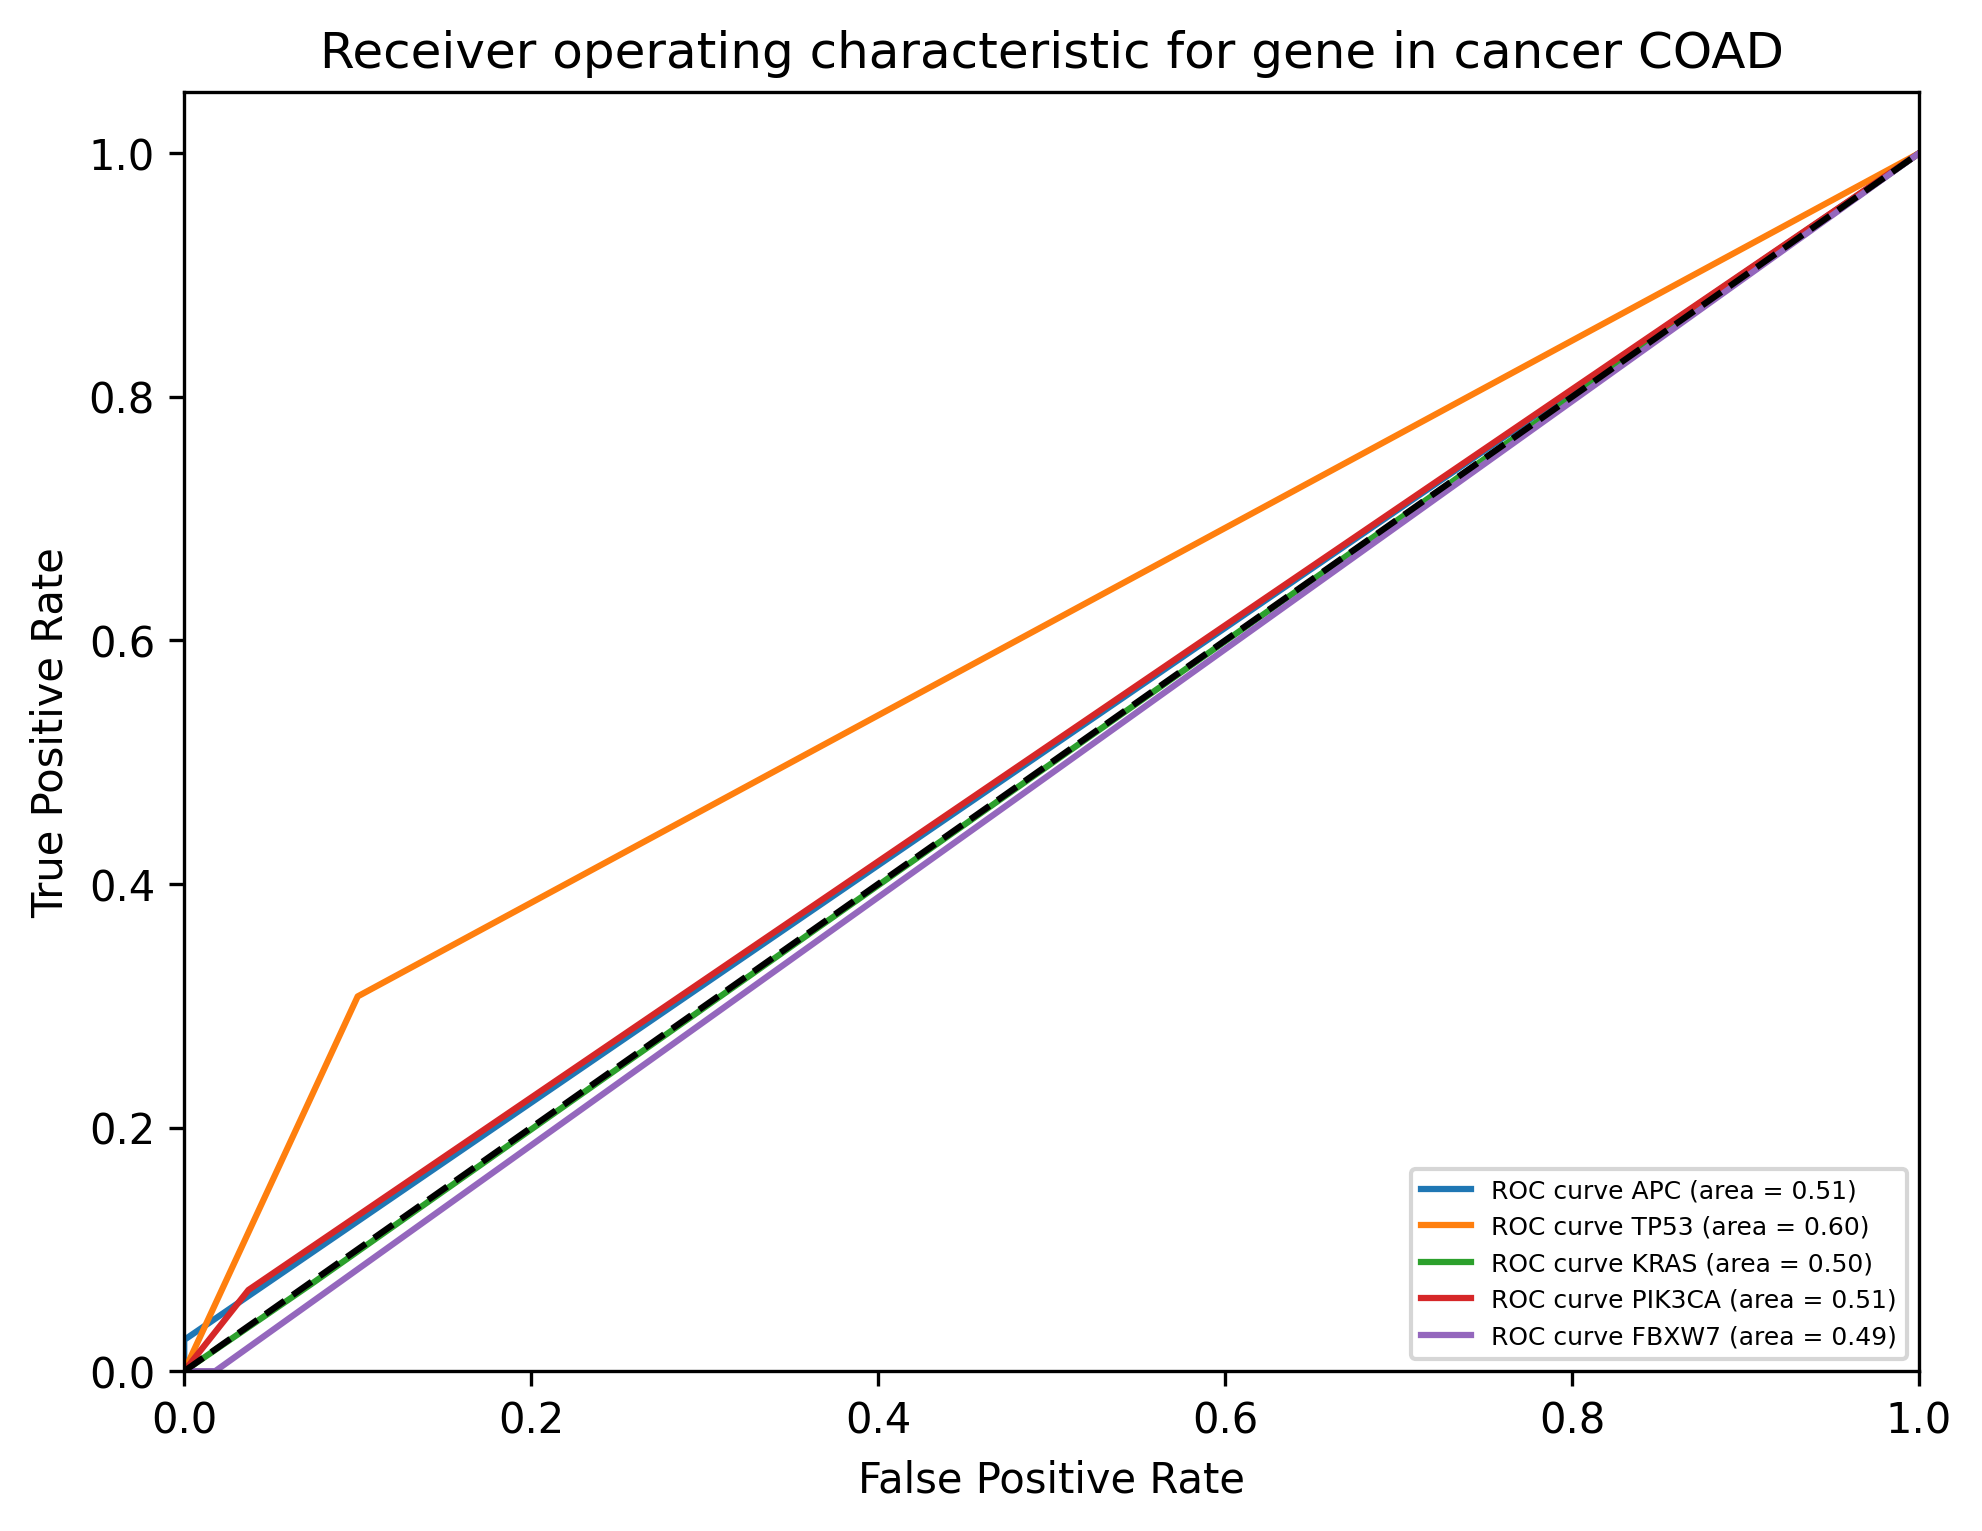 Receiver operating characteristic for gene in cancer COAD
True Positive Rate
1.0
0.8
0.6
0.4
0.2
0.0
ROC curve APC (area = 0.51)
ROC curve TP53 (area = 0.60)
ROC curve KRAS (area = 0.50)
ROC curve PIK3CA (area = 0.51)
ROC curve FBXW7 (area = 0.49)
0.0 0.2 0.4 0.6 0.8 1.0
False Positive Rate